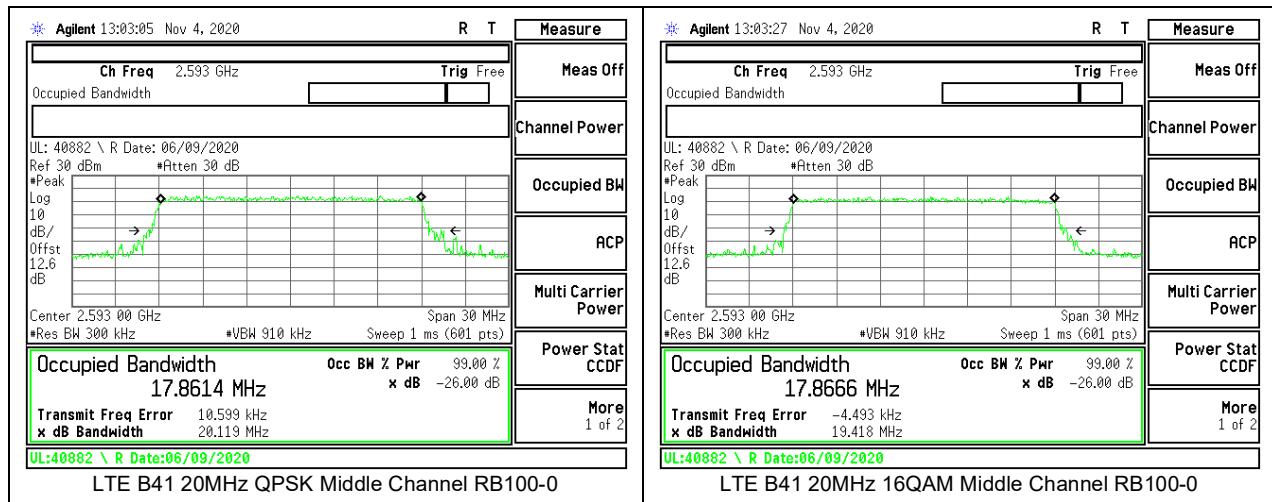 Agilent 13:03:05 Nov 4, 2020 R T
Measure
Ch Freq 2.593 GHz Trig Free
Occupied Bandwidth
Meas Off
Channel Power
Occupied BW
ACP
Multi Carrier
Power
Power Stat
CCDF
More
1 of 2
UL: 40882 \ R Date: 06/09/2020
Ref 30 dBm #Atten 30 dB
#Peak
Log
10
dB/
Offst
12.6
dB
Center 2.593 00 GHz Span 30 MHz
#Res BW 300 kHz #VBW 910 kHz Sweep 1 ms (601 pts)
Occupied Bandwidth Occ BW % Pwr 99.00 %
17.8614 MHz x dB -26.00 dB
Transmit Freq Error 10.599 kHz
x dB Bandwidth 20.119 MHz
UL:40882 \ R Date:06/09/2020
LTE B41 20MHz QPSK Middle Channel RB100-0
Agilent 13:03:27 Nov 4, 2020 R T
Measure
Ch Freq 2.593 GHz Trig Free
Occupied Bandwidth
Meas Off
Channel Power
Occupied BW
ACP
Multi Carrier
Power
Power Stat
CCDF
More
1 of 2
UL: 40882 \ R Date: 06/09/2020
Ref 30 dBm #Atten 30 dB
#Peak
Log
10
dB/
Offst
12.6
dB
Center 2.593 00 GHz Span 30 MHz
#Res BW 300 kHz #VBW 910 kHz Sweep 1 ms (601 pts)
Occupied Bandwidth Occ BW % Pwr 99.00 %
17.8666 MHz x dB -26.00 dB
Transmit Freq Error -4.493 kHz
x dB Bandwidth 19.418 MHz
UL:40882 \ R Date:06/09/2020
LTE B41 20MHz 16QAM Middle Channel RB100-0